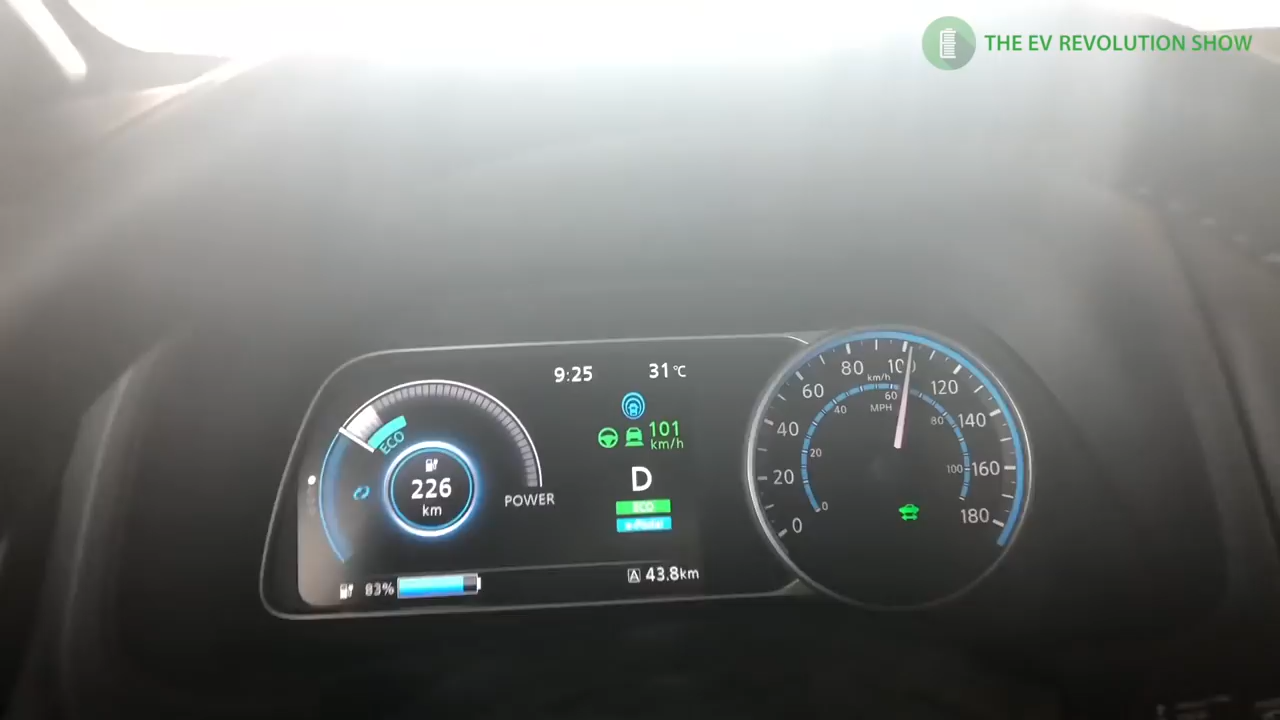 THE EV REVOLUTION SHOW
9:25
31°C
101
km/h
ECO
226
km
POWER
D
ECO
e-Pedal
83%
A 43.8km
0
20
40
60
80
100
120
140
160
180
km/h
0
20
40
60
80
100
MPH